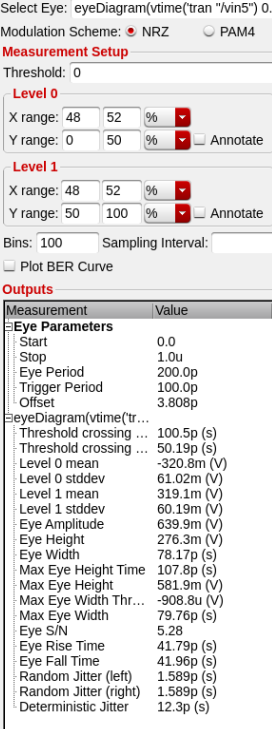 Select Eye: eyeDiagram(vtime('tran "/vin5") 0.
Modulation Scheme: NRZ PAM4
Measurement Setup
Threshold: 0
Level 0
X range: 48 52 %
Y range: 0 50 % Annotate
Level 1
X range: 48 52 %
Y range: 50 100 % Annotate
Bins: 100 Sampling Interval:
Plot BER Curve
Outputs
Measurement Value
Eye Parameters
Start 0.0
Stop 1.0u
Eye Period 200.0p
Trigger Period 100.0p
Offset 3.808p
eyeDiagram(vtime('tr...
Threshold crossing ... 100.5p (s)
Threshold crossing ... 50.19p (s)
Level 0 mean -320.8m (V)
Level 0 stddev 61.02m (V)
Level 1 mean 319.1m (V)
Level 1 stddev 60.19m (V)
Eye Amplitude 639.9m (V)
Eye Height 276.3m (V)
Eye Width 78.17p (s)
Max Eye Height Time 107.8p (s)
Max Eye Height 581.9m (V)
Max Eye Width Thr... -908.8u (V)
Max Eye Width 79.76p (s)
Eye S/N 5.28
Eye Rise Time 41.79p (s)
Eye Fall Time 41.96p (s)
Random Jitter (left) 1.589p (s)
Random Jitter (right) 1.589p (s)
Deterministic Jitter 12.3p (s)